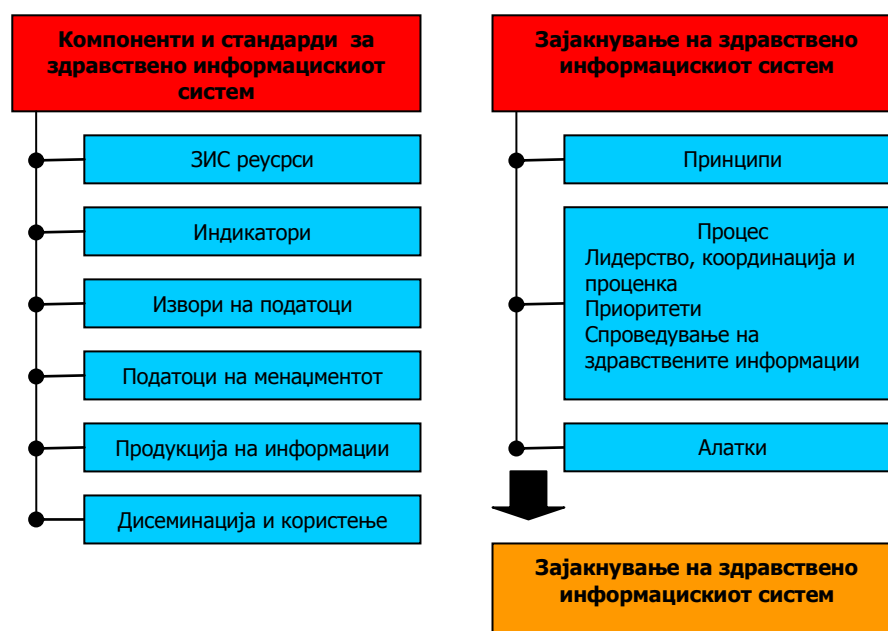 Компоненти и стандарди за
здравствено информацискиот
систем
ЗИС реусрси
Индикатори
Извори на податоци
Податоци на менаџментот
Продукција на информации
Дисеминација и користење
Зајакнување на здравствено
информацискиот систем
Принципи
Процес
Лидерство, координација и
проценка
Приоритети
Спроведување на
здравствените информации
Алатки
Зајакнување на здравствено
информацискиот систем